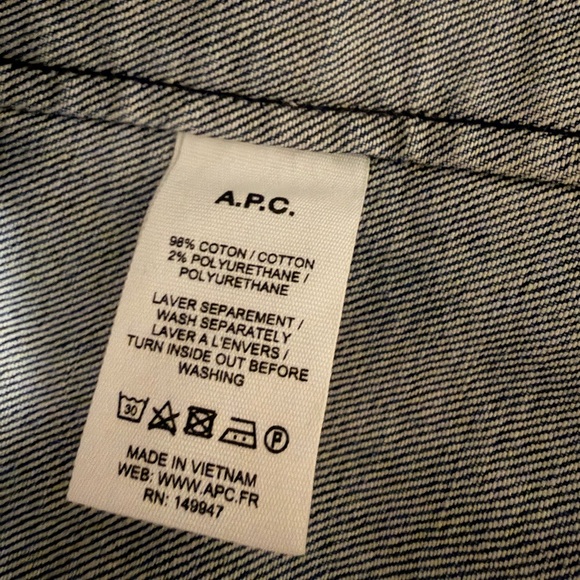 A.P.C.
98% COTON / COTTON
2% POLYURETHANE /
POLYURETHANE
LAVER SEPAREMENT /
WASH SEPARATELY
LAVER A L'ENVERS /
TURN INSIDE OUT BEFORE
WASHING
30 P
MADE IN VIETNAM
WEB: WWW.APC.FR
RN: 149947